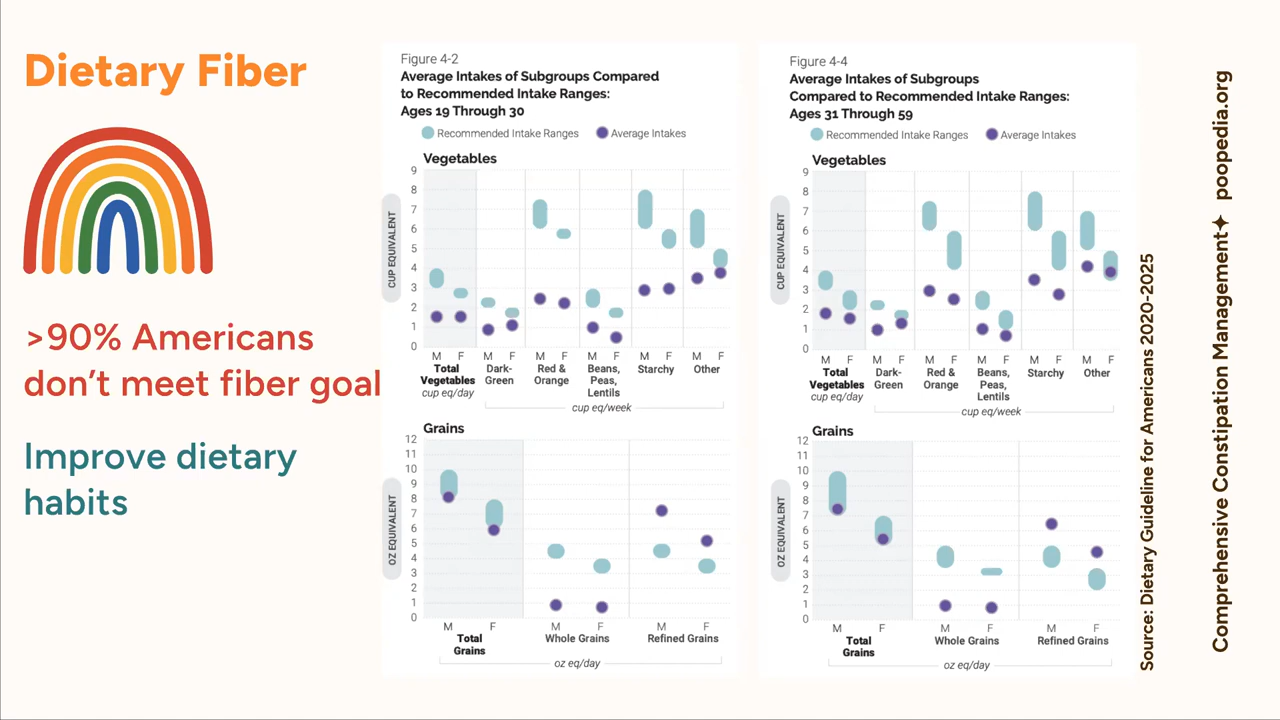 Dietary Fiber
>90% Americans
don't meet fiber goal
Improve dietary
habits
Figure 4-2
Average Intakes of Subgroups Compared
to Recommended Intake Ranges:
Ages 19 Through 30
Recommended Intake Ranges Average Intakes
Vegetables
CUP EQUIVALENT
9
8
7
6
5
4
3
2
1
0
M F M F M F M F M F M F
Total Vegetables
cup eq/day
Dark-Green
Red & Orange
Beans, Peas, Lentils
Starchy
Other
cup eq/week
Grains
OZ EQUIVALENT
12
11
10
9
8
7
6
5
4
3
2
1
0
M F M F M F
Total Grains
Whole Grains
Refined Grains
oz eq/day
Figure 4-4
Average Intakes of Subgroups
Compared to Recommended Intake Ranges:
Ages 31 Through 59
Recommended Intake Ranges Average Intakes
Vegetables
CUP EQUIVALENT
9
8
7
6
5
4
3
2
1
0
M F M F M F M F M F M F
Total Vegetables
cup eq/day
Dark-Green
Red & Orange
Beans, Peas, Lentils
Starchy
Other
cup eq/week
Grains
OZ EQUIVALENT
12
11
10
9
8
7
6
5
4
3
2
1
0
M F M F M F
Total Grains
Whole Grains
Refined Grains
oz eq/day
Source: Dietary Guideline for Americans 2020-2025
Comprehensive Constipation Management✦ poopedia.org